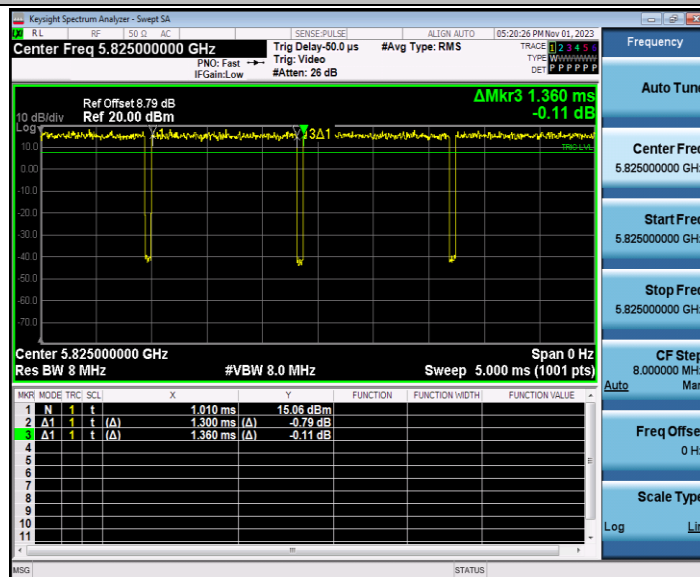 Keysight Spectrum Analyzer - Swept SA
RL RF 50 Ω AC SENSE:PULSE ALIGN AUTO 05:20:26 PM Nov 01, 2023
Center Freq 5.825000000 GHz
PNO: Fast
IFGain:Low
Trig Delay-50.0 µs
Trig: Video
#Atten: 26 dB
#Avg Type: RMS
TRACE 1 2 3 4 5 6
TYPE WWWWWW
DET P P P P P P
Ref Offset 8.79 dB
Ref 20.00 dBm
ΔMkr3 1.360 ms
-0.11 dB
10 dB/div
Log
3Δ1
TRIG LVL
10.0
0.00
-10.0
-20.0
-30.0
-40.0
-50.0
-60.0
-70.0
Center 5.825000000 GHz Span 0 Hz
Res BW 8 MHz #VBW 8.0 MHz Sweep 5.000 ms (1001 pts)
MKR MODE TRC SCL X Y FUNCTION FUNCTION WIDTH FUNCTION VALUE
1 N 1 t 1.010 ms 15.06 dBm
2 Δ1 1 t (Δ) 1.300 ms (Δ) -0.79 dB
3 Δ1 1 t (Δ) 1.360 ms (Δ) -0.11 dB
4
5
6
7
8
9
10
11
MSG STATUS
Frequency
Auto Tune
Center Freq
5.825000000 GHz
Start Freq
5.825000000 GHz
Stop Freq
5.825000000 GHz
CF Step
8.000000 MHz
Auto Man
Freq Offset
0 Hz
Scale Type
Log Lin